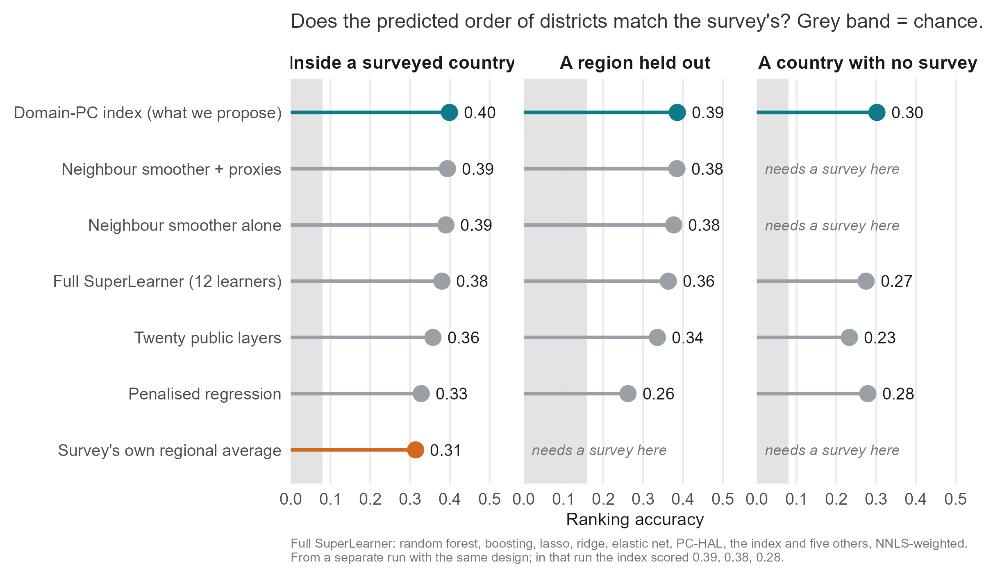 Does the predicted order of districts match the survey's? Grey band = chance.
Inside a surveyed country
A region held out
A country with no survey
Domain-PC index (what we propose) 0.40 0.39 0.30
Neighbour smoother + proxies 0.39 0.38 needs a survey here
Neighbour smoother alone 0.39 0.38 needs a survey here
Full SuperLearner (12 learners) 0.38 0.36 0.27
Twenty public layers 0.36 0.34 0.23
Penalised regression 0.33 0.26 0.28
Survey's own regional average 0.31 needs a survey here needs a survey here
0.0 0.1 0.2 0.3 0.4 0.5 0.0 0.1 0.2 0.3 0.4 0.5 0.0 0.1 0.2 0.3 0.4 0.5
Ranking accuracy
Full SuperLearner: random forest, boosting, lasso, ridge, elastic net, PC-HAL, the index and five others, NNLS-weighted.
From a separate run with the same design; in that run the index scored 0.39, 0.38, 0.28.